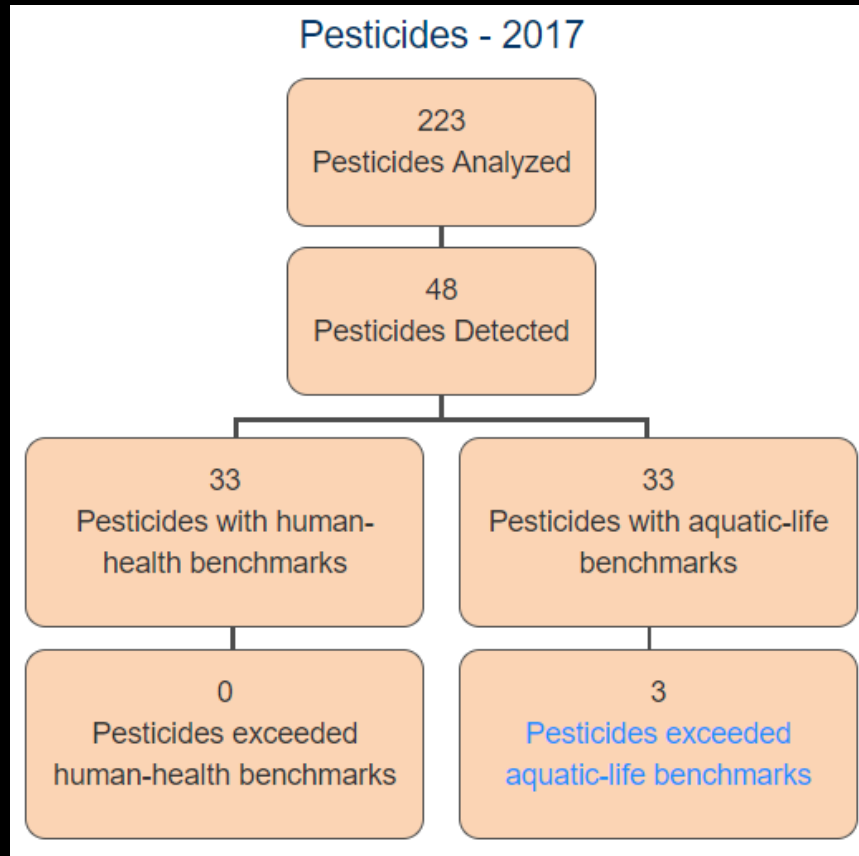 Pesticides - 2017
223
Pesticides Analyzed
48
Pesticides Detected
33
Pesticides with human-
health benchmarks
33
Pesticides with aquatic-life
benchmarks
0
Pesticides exceeded
human-health benchmarks
3
Pesticides exceeded
aquatic-life benchmarks